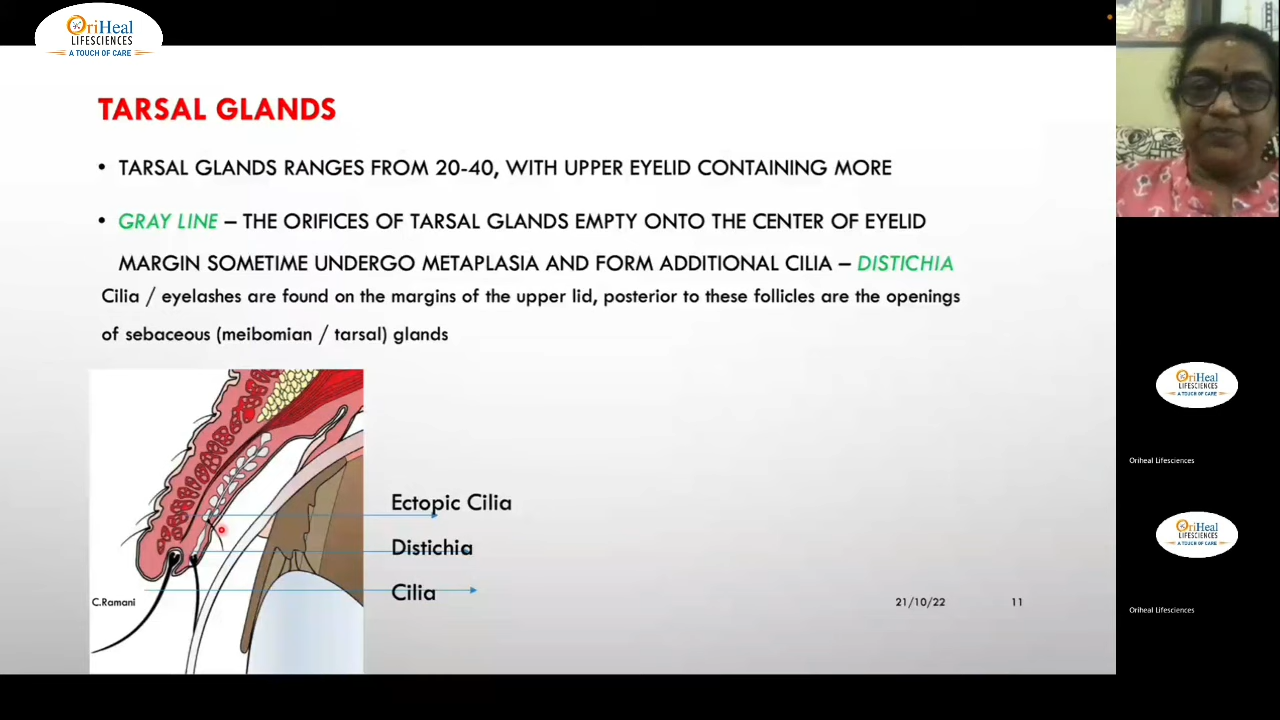 OriHeal
LIFESCIENCES
A TOUCH OF CARE
TARSAL GLANDS
• TARSAL GLANDS RANGES FROM 20-40, WITH UPPER EYELID CONTAINING MORE
• GRAY LINE – THE ORIFICES OF TARSAL GLANDS EMPTY ONTO THE CENTER OF EYELID
MARGIN SOMETIME UNDERGO METAPLASIA AND FORM ADDITIONAL CILIA – DISTICHIA
Cilia / eyelashes are found on the margins of the upper lid, posterior to these follicles are the openings
of sebaceous (meibomian / tarsal) glands
Ectopic Cilia
Distichia
Cilia
C.Ramani
21/10/22
11
OriHeal
LIFESCIENCES
A TOUCH OF CARE
Oriheal Lifesciences
OriHeal
LIFESCIENCES
A TOUCH OF CARE
Oriheal Lifesciences